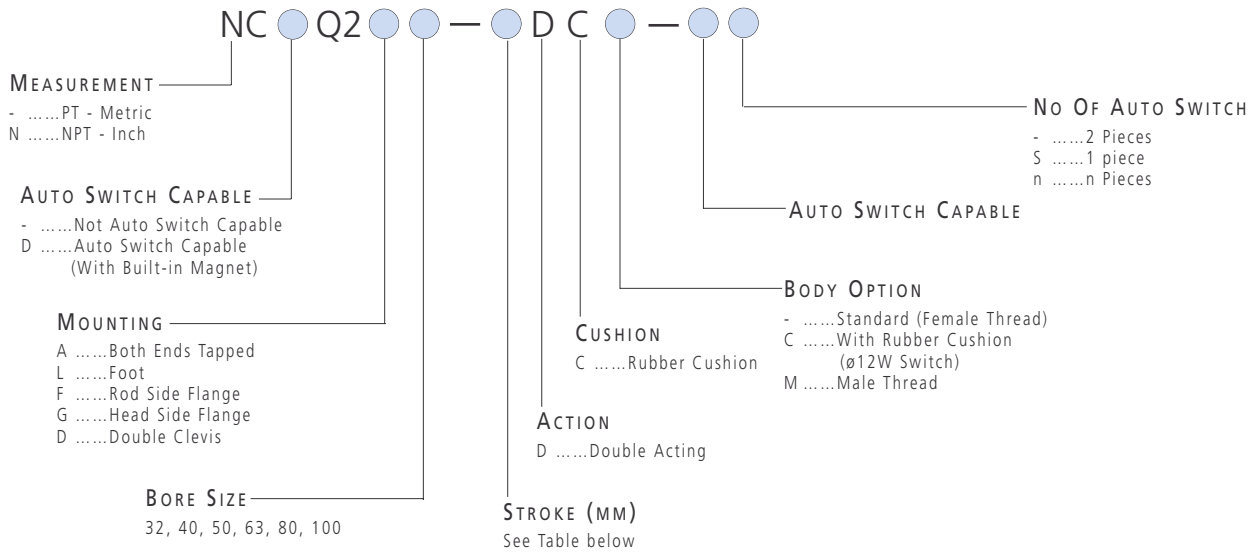 NC Q2 — D C —
MEASUREMENT
- ......PT - Metric
N ......NPT - Inch
AUTO SWITCH CAPABLE
- ......Not Auto Switch Capable
D ......Auto Switch Capable
(With Built-in Magnet)
MOUNTING
A ......Both Ends Tapped
L ......Foot
F ......Rod Side Flange
G ......Head Side Flange
D ......Double Clevis
BORE SIZE
32, 40, 50, 63, 80, 100
STROKE (MM)
See Table below
ACTION
D ......Double Acting
CUSHION
C ......Rubber Cushion
BODY OPTION
- ......Standard (Female Thread)
C ......With Rubber Cushion
(ø12W Switch)
M ......Male Thread
AUTO SWITCH CAPABLE
NO OF AUTO SWITCH
- ......2 Pieces
S ......1 piece
n ......n Pieces